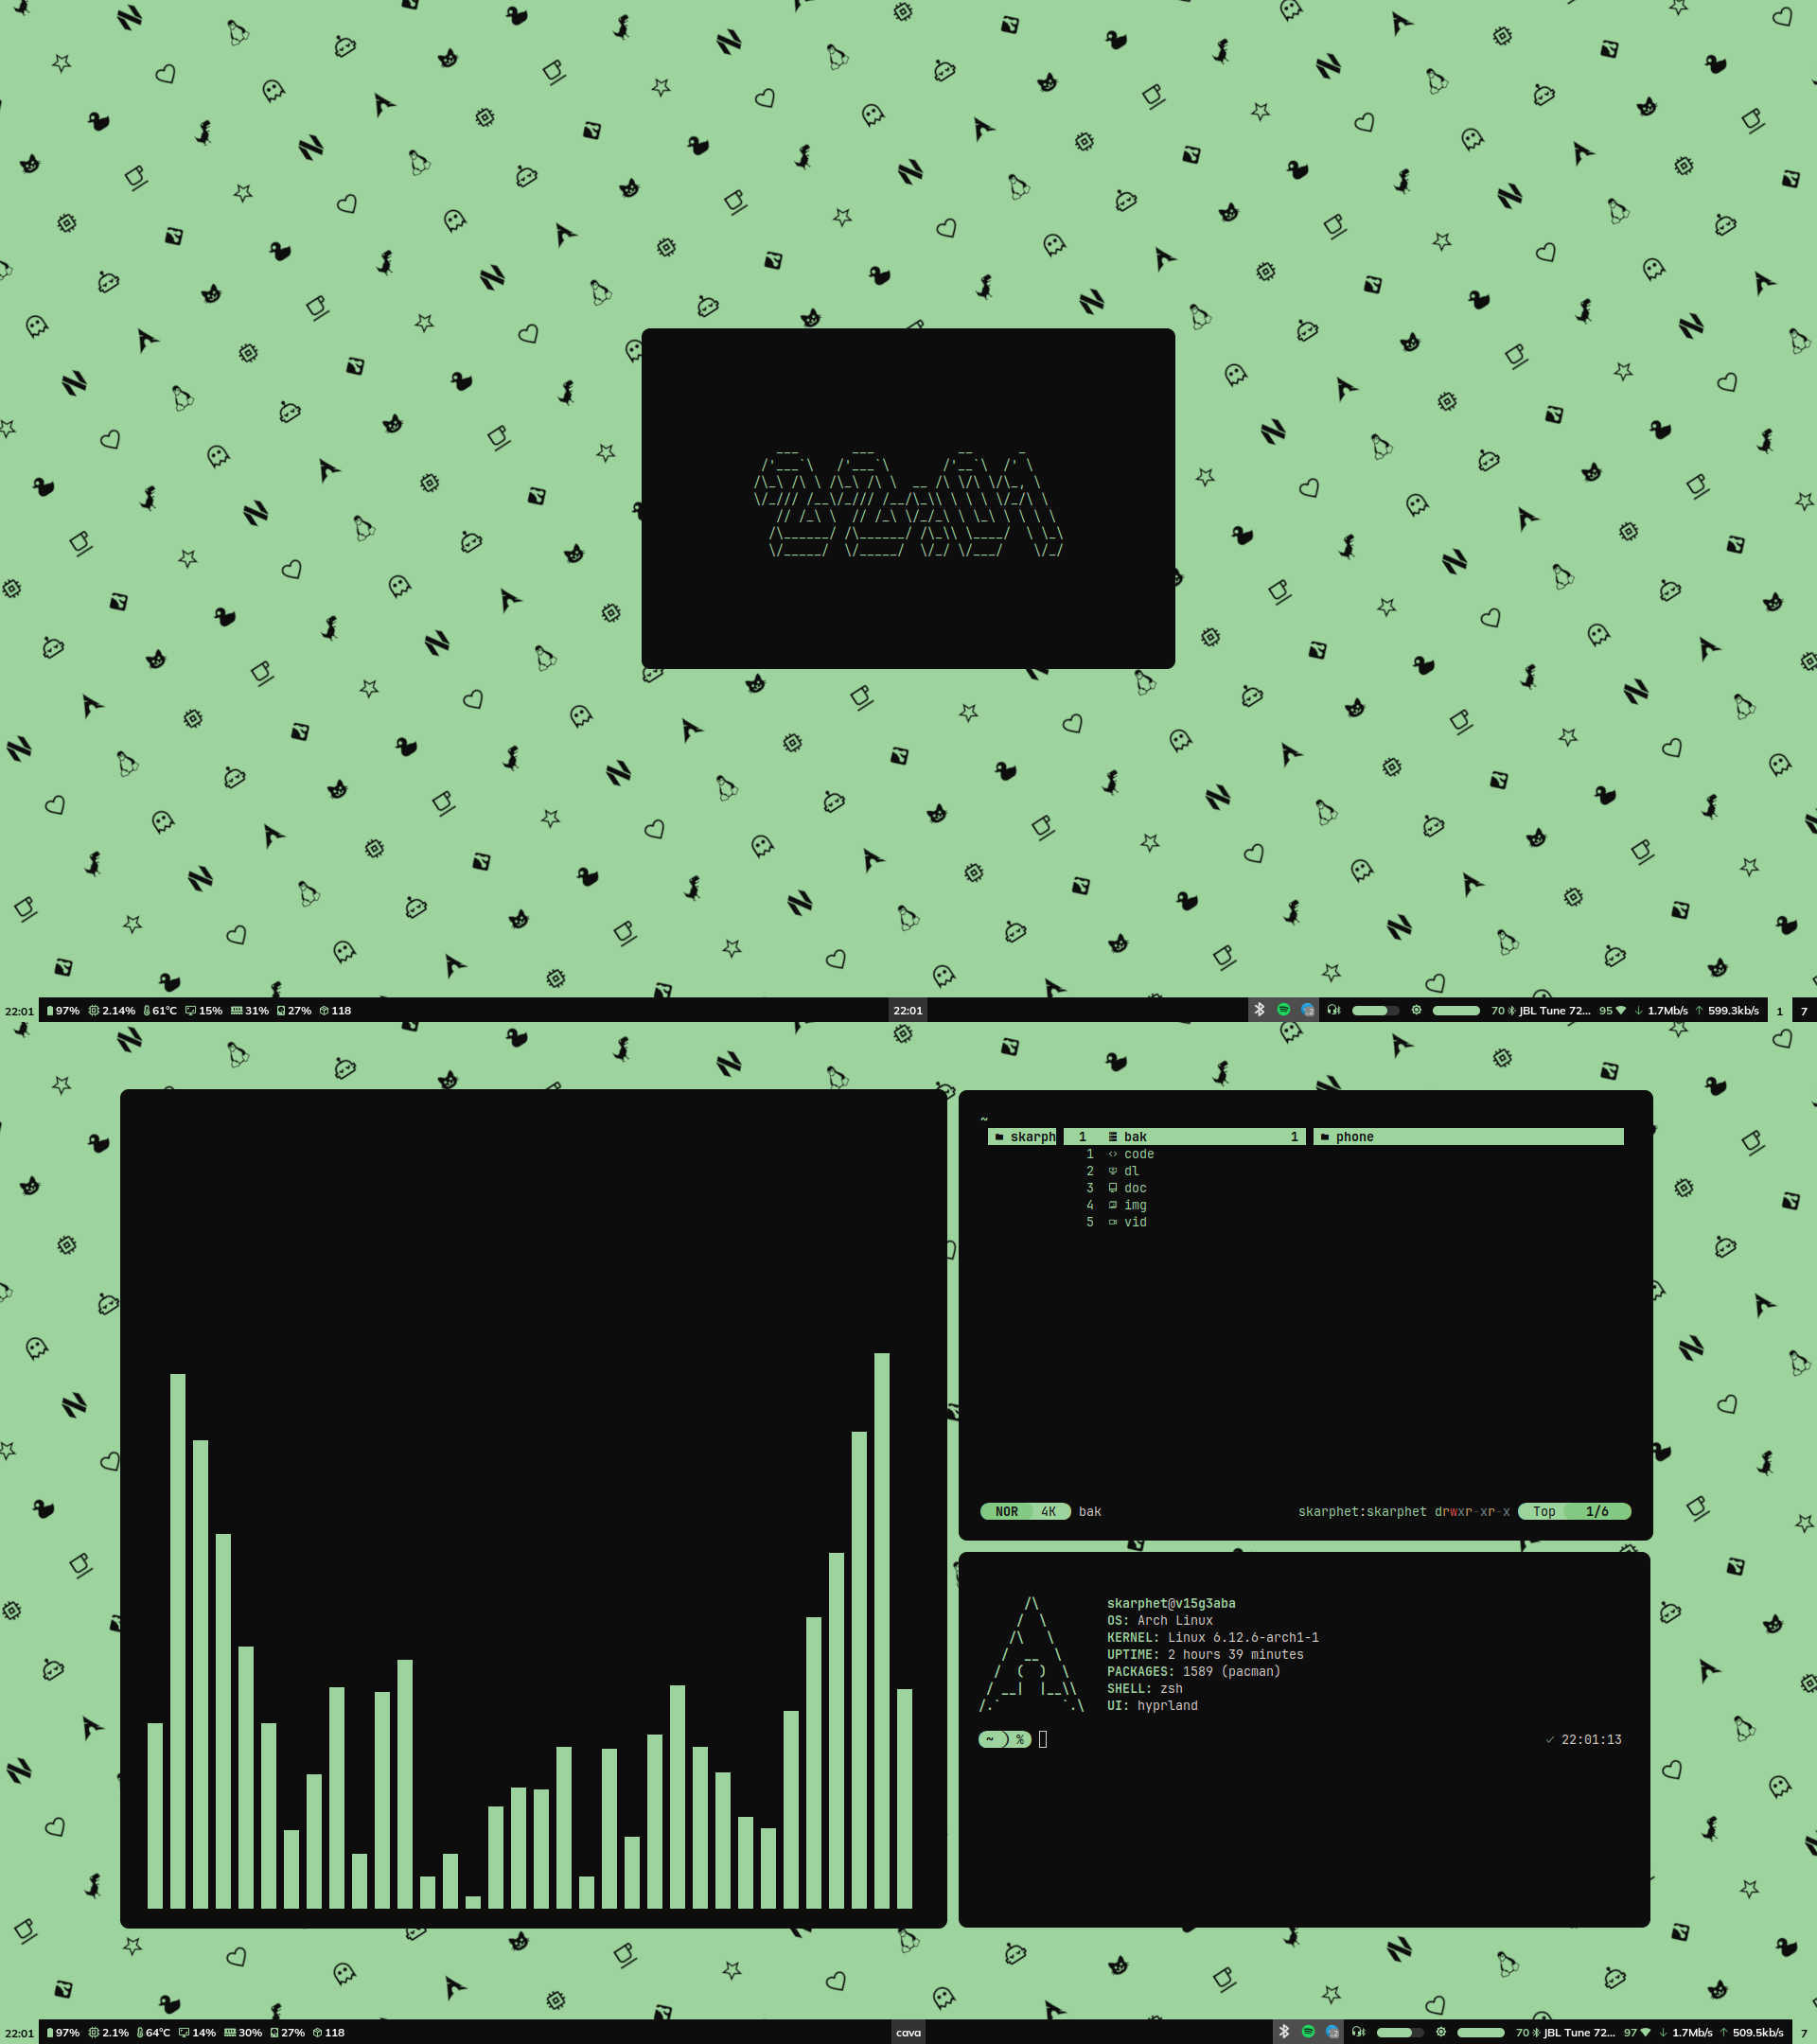 22:01
22:01 97% 2.14% 61°C 15% 31% 27% 118 22:01 70 JBL Tune 72... 95 1.7Mb/s 599.3kb/s 1 7
~
skarph 1 bak 1 phone
1 code
2 dl
3 doc
4 img
5 vid
NOR 4K bak skarphet:skarphet drwxr-xr-x Top 1/6
skarphet@v15g3aba
OS: Arch Linux
KERNEL: Linux 6.12.6-arch1-1
UPTIME: 2 hours 39 minutes
PACKAGES: 1589 (pacman)
SHELL: zsh
UI: hyprland
~ ) % ✓ 22:01:13
22:01 97% 2.1% 64°C 14% 30% 27% 118 cava 70 JBL Tune 72... 97 1.7Mb/s 509.5kb/s 7